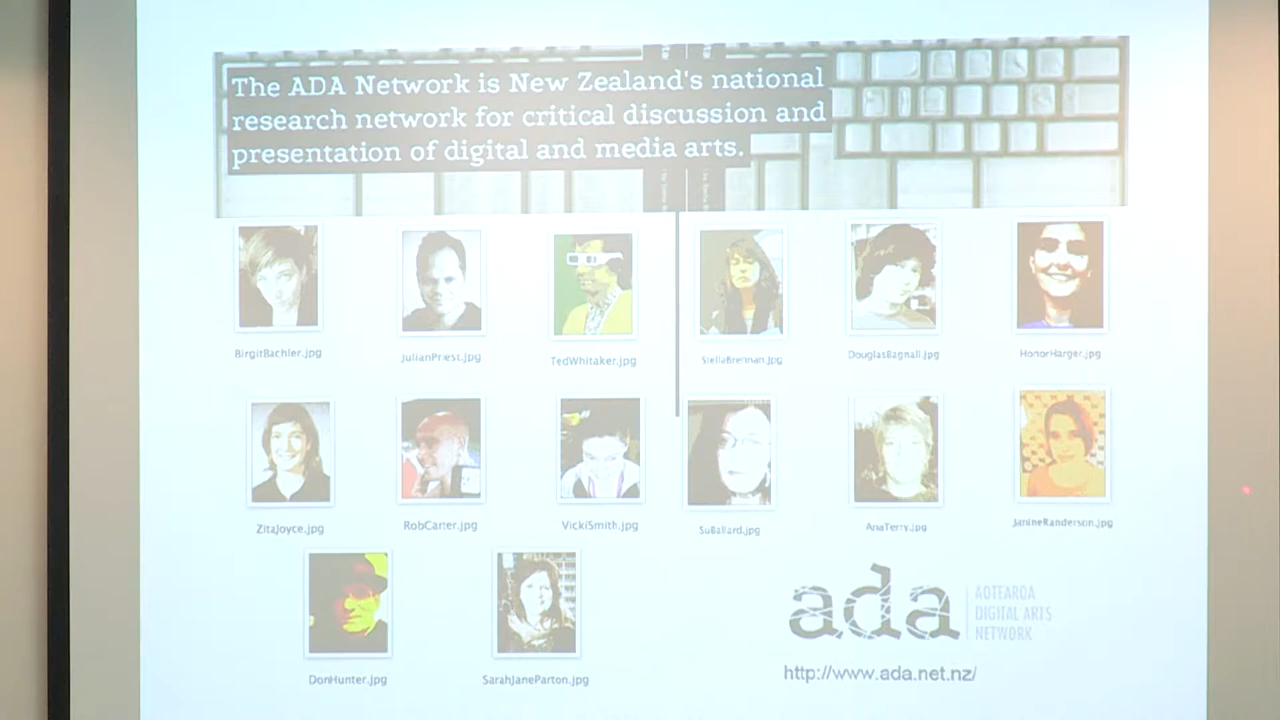 The ADA Network is New Zealand's national
research network for critical discussion and
presentation of digital and media arts.
BirgitBachler.jpg
JulianPriest.jpg
TedWhitaker.jpg
StellaBrennan.jpg
DouglasBagnall.jpg
HonorHarger.jpg
ZitaJoyce.jpg
RobCarter.jpg
VickiSmith.jpg
SuBallard.jpg
AnaTerry.jpg
JanineRanderson.jpg
DonHunter.jpg
SarahJaneParton.jpg
ada
AOTEAROA
DIGITAL ARTS
NETWORK
http://www.ada.net.nz/